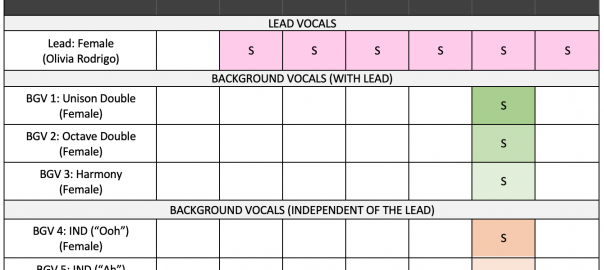 LEAD VOCALS
Lead: Female
(Olivia Rodrigo)
S S S S S S
BACKGROUND VOCALS (WITH LEAD)
BGV 1: Unison Double
(Female)
S
BGV 2: Octave Double
(Female)
S
BGV 3: Harmony
(Female)
S
BACKGROUND VOCALS (INDEPENDENT OF THE LEAD)
BGV 4: IND (“Ooh”)
(Female)
S
BGV 5: IND (“Ah”)